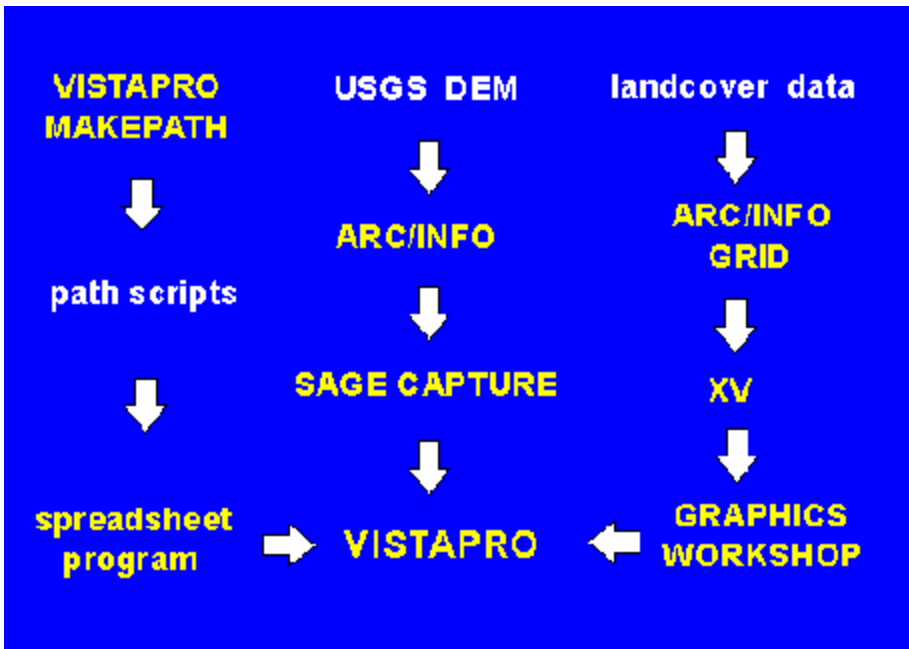 VISTAPRO
MAKEPATH
path scripts
spreadsheet
program
USGS DEM
ARC/INFO
SAGE CAPTURE
VISTAPRO
landcover data
ARC/INFO
GRID
XV
GRAPHICS
WORKSHOP